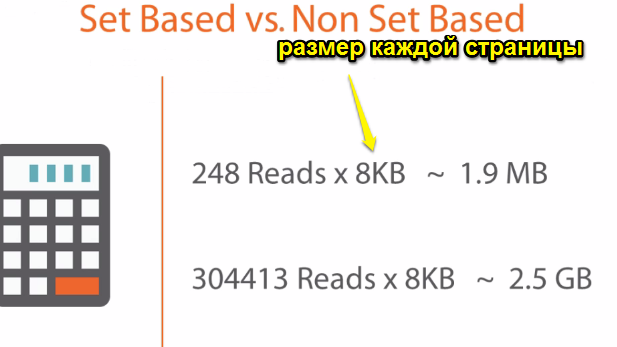 Set Based vs. Non Set Based
размер каждой страницы
248 Reads x 8KB ~ 1.9 MB
304413 Reads x 8KB ~ 2.5 GB